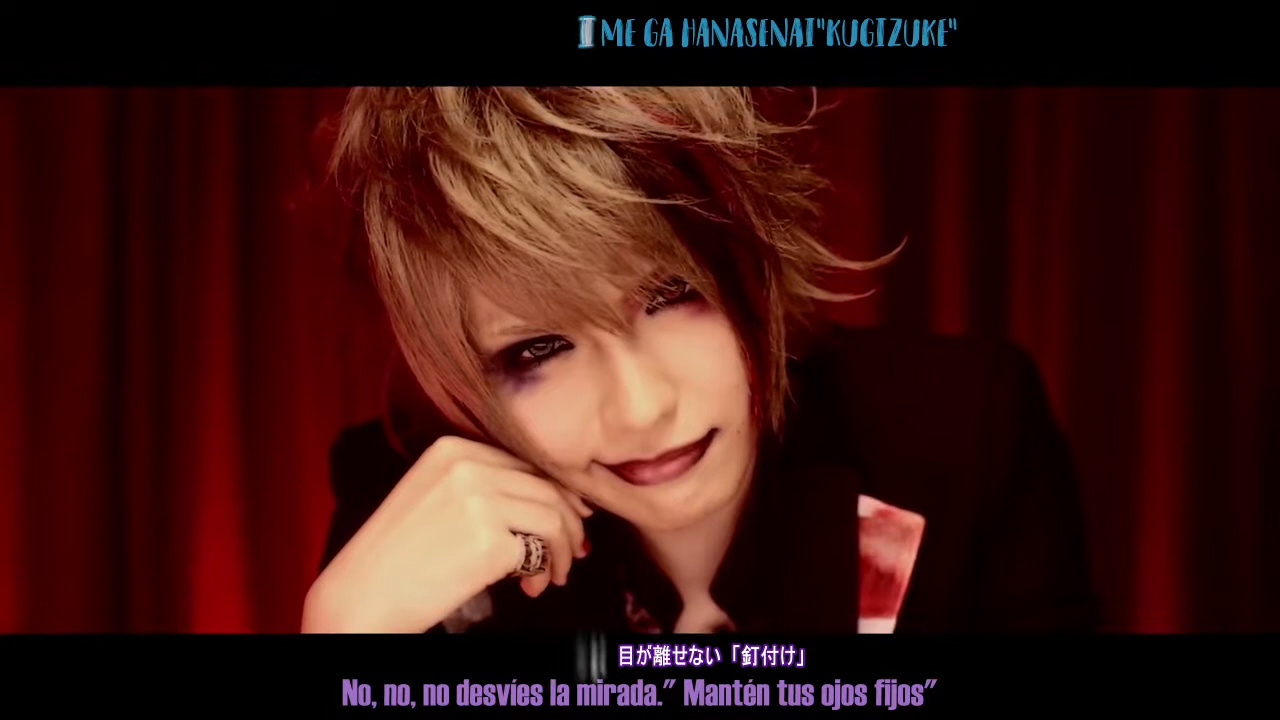 ME GA HANASENAI"KUGIZUKE"
目が離せない「釘付け」
No, no, no desvíes la mirada." Mantén tus ojos fijos"